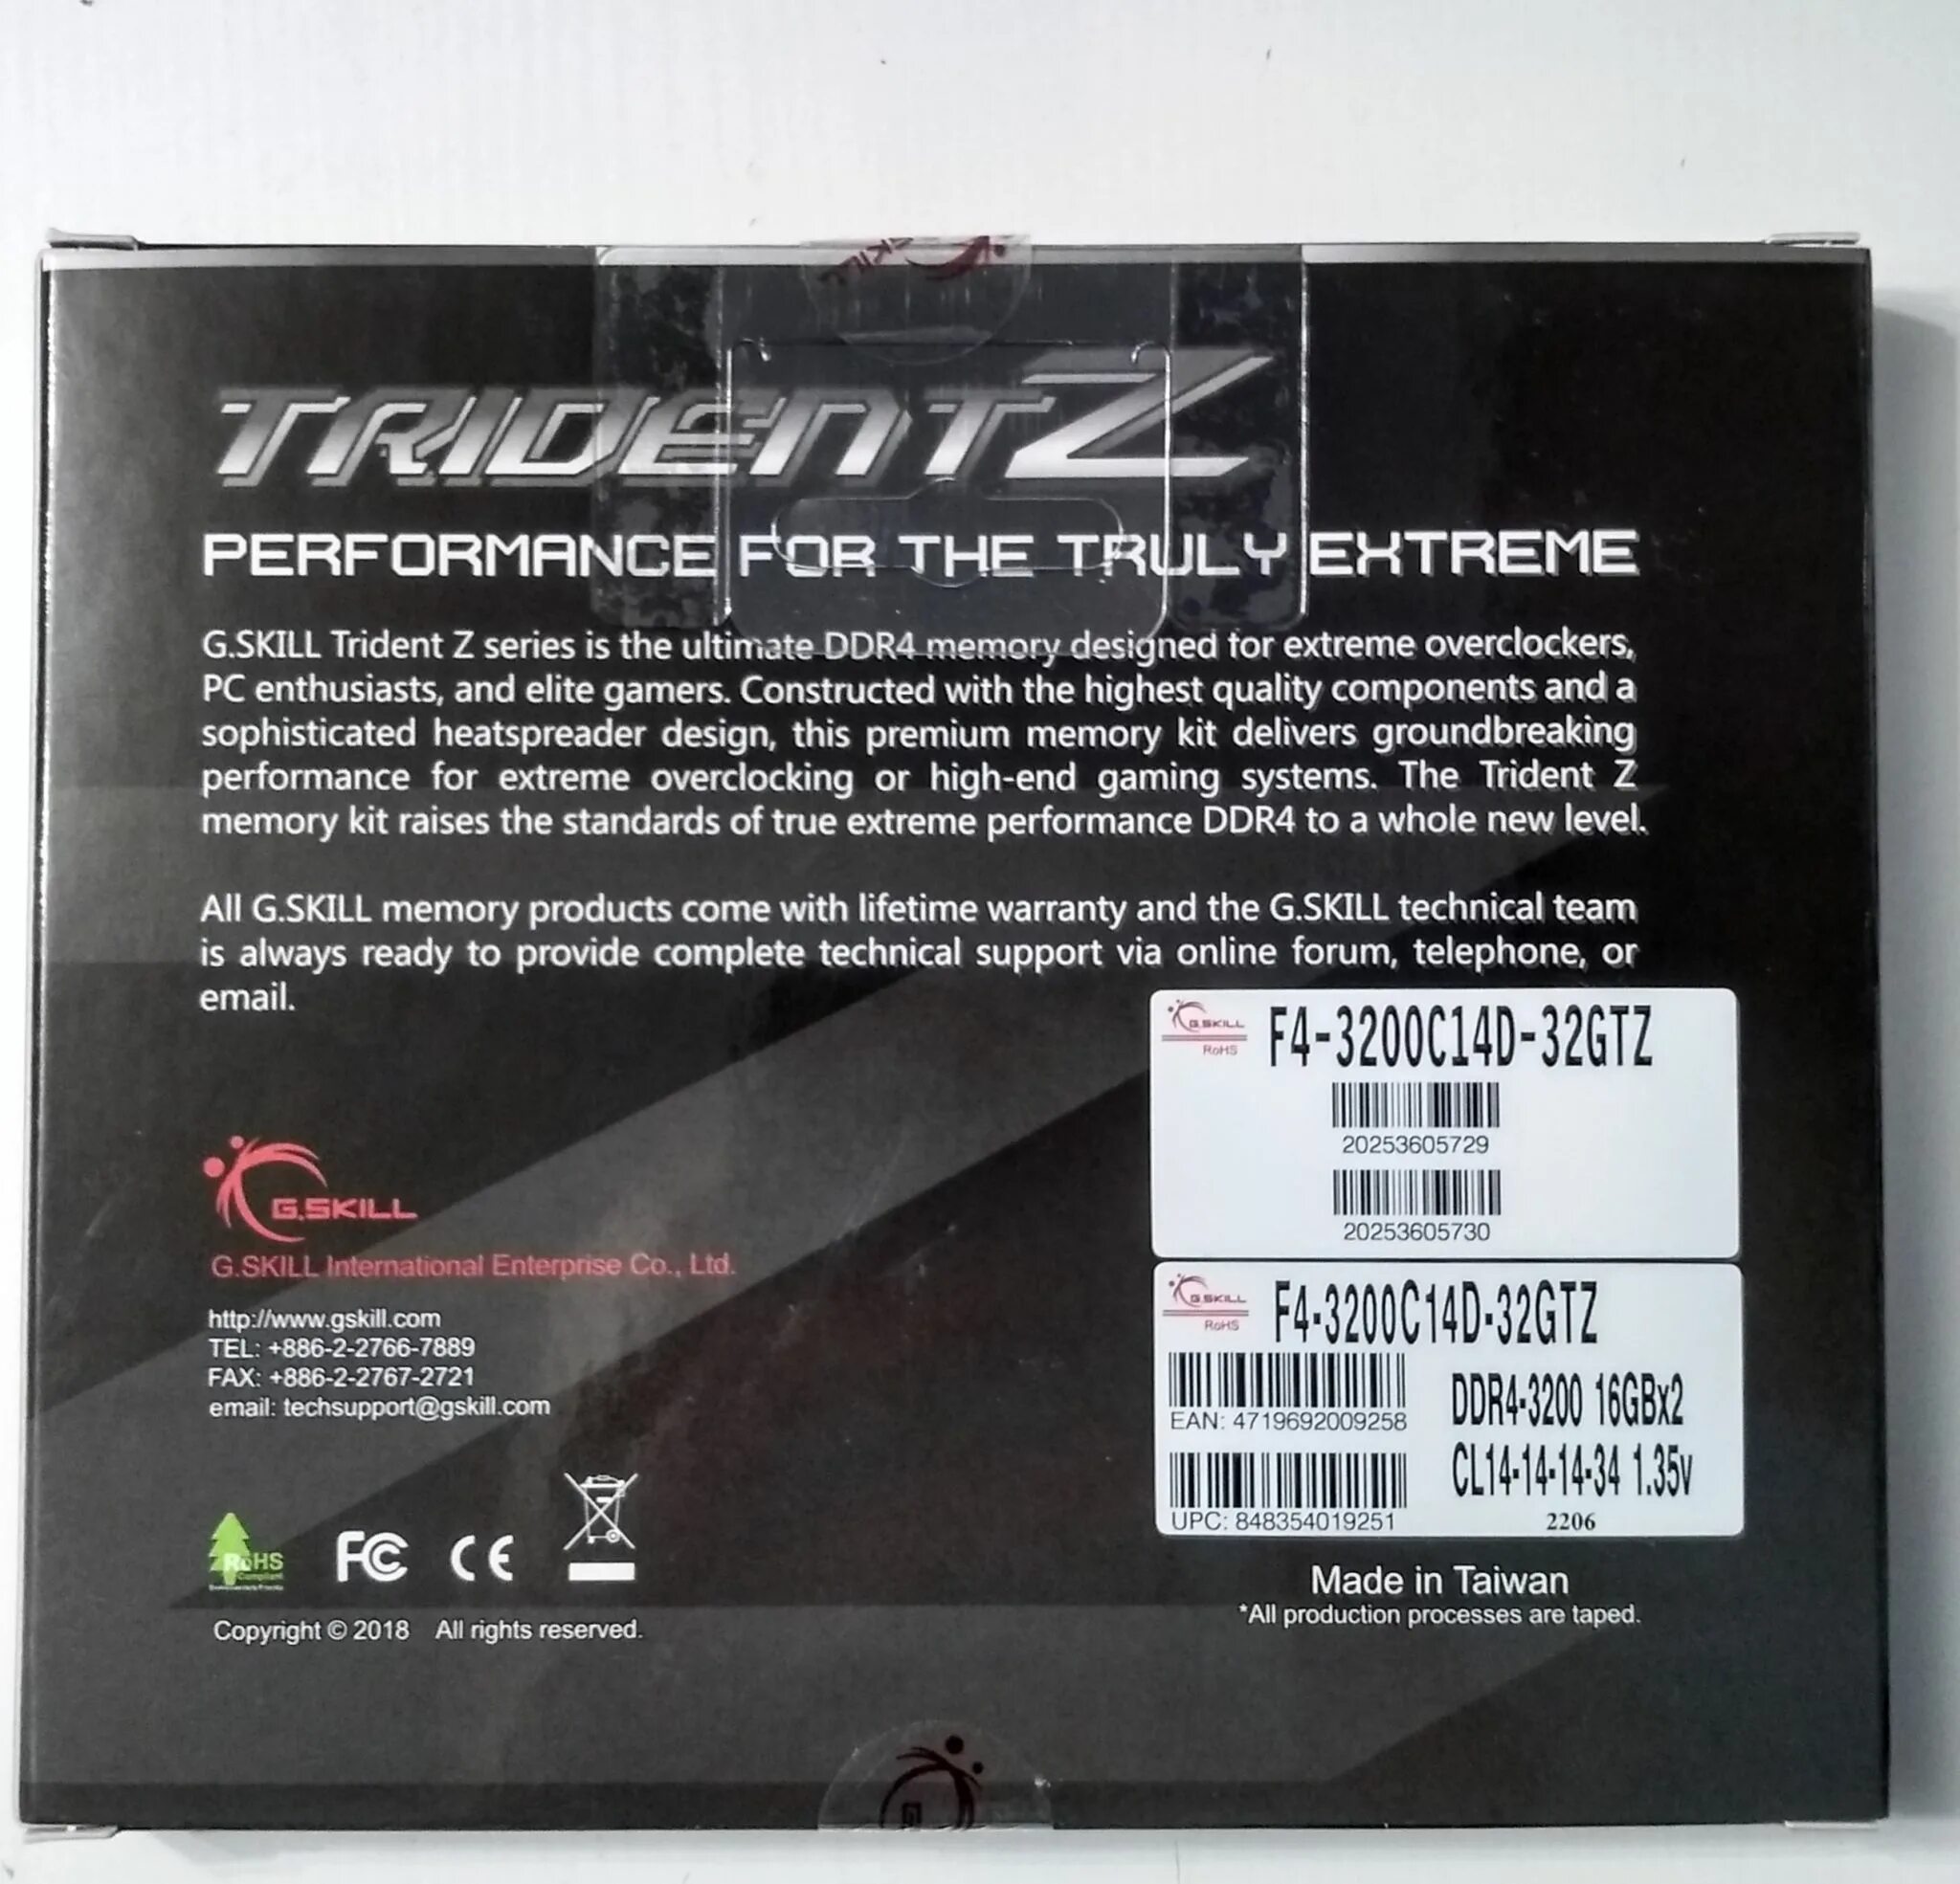 SKILL
TRIDENTZ
PERFORMANCE FOR THE TRULY EXTREME
G.SKILL Trident Z series is the ultimate DDR4 memory designed for extreme overclockers,
PC enthusiasts, and elite gamers. Constructed with the highest quality components and a
sophisticated heatspreader design, this premium memory kit delivers groundbreaking
performance for extreme overclocking or high-end gaming systems. The Trident Z
memory kit raises the standards of true extreme performance DDR4 to a whole new level.
All G.SKILL memory products come with lifetime warranty and the G.SKILL technical team
is always ready to provide complete technical support via online forum, telephone, or
email.
G.SKILL
RoHS
F4-3200C14D-32GTZ
20253605729
20253605730
G.SKILL
RoHS
F4-3200C14D-32GTZ
EAN: 4719692009258
DDR4-3200 16GBx2
CL14-14-14-34 1.35v
UPC: 848354019251
2206
G.SKILL
G.SKILL International Enterprise Co., Ltd.
http://www.gskill.com
TEL: +886-2-2766-7889
FAX: +886-2-2767-2721
email: techsupport@gskill.com
RoHS
Compliant
FC CE
Copyright © 2018 All rights reserved.
Made in Taiwan
*All production processes are taped.
G